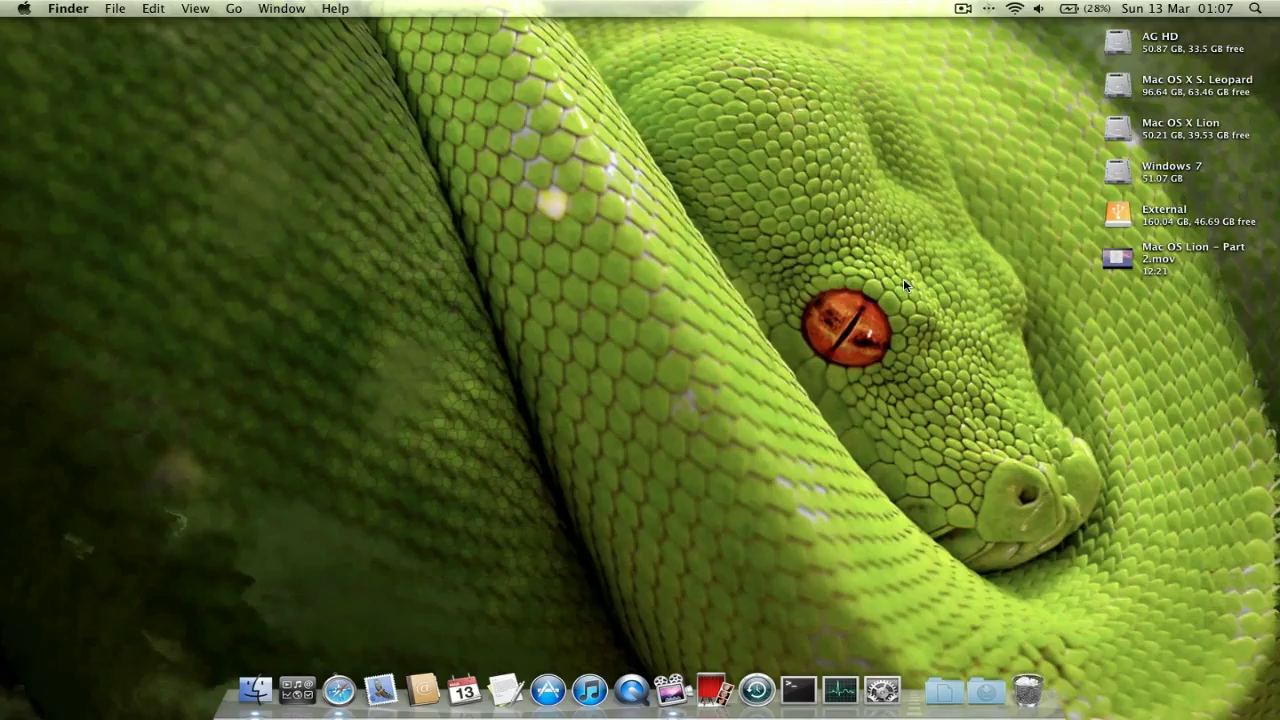 Finder File Edit View Go Window Help
(28%) Sun 13 Mar 01:07
AG HD
50.87 GB, 33.5 GB free
Mac OS X S. Leopard
96.64 GB, 63.46 GB free
Mac OS X Lion
50.21 GB, 39.53 GB free
Windows 7
51.07 GB
External
160.04 GB, 46.69 GB free
Mac OS Lion – Part
2.mov
12:21
13